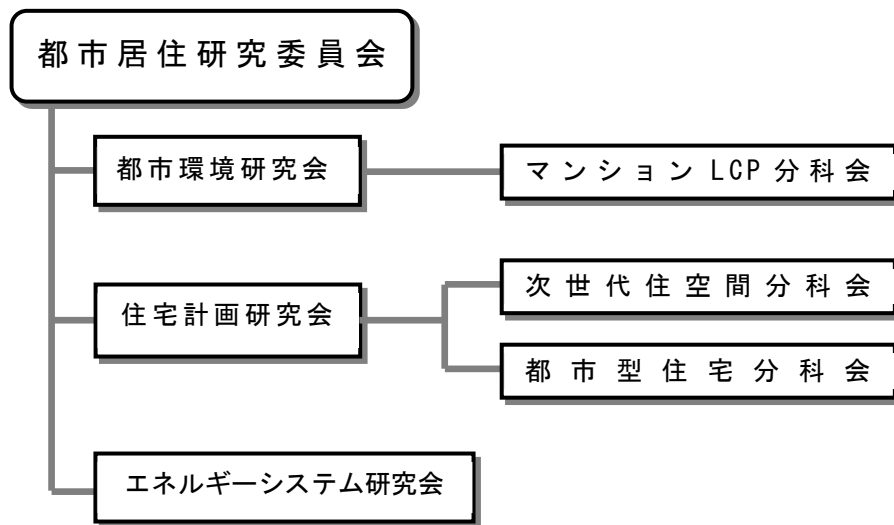 都市居住研究委員会
都市環境研究会
マンションLCP分科会
住宅計画研究会
次世代住空間分科会
都市型住宅分科会
エネルギーシステム研究会